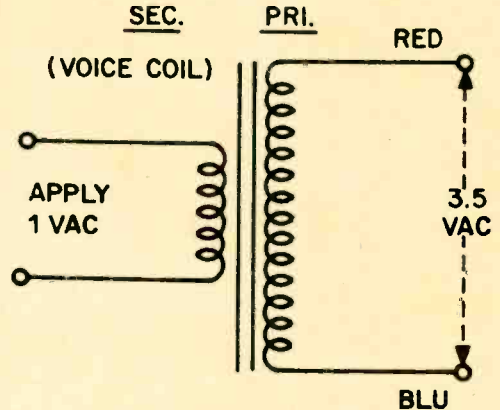 SEC. PRI.
(VOICE COIL)
RED
APPLY
1 VAC
3.5
VAC
BLU